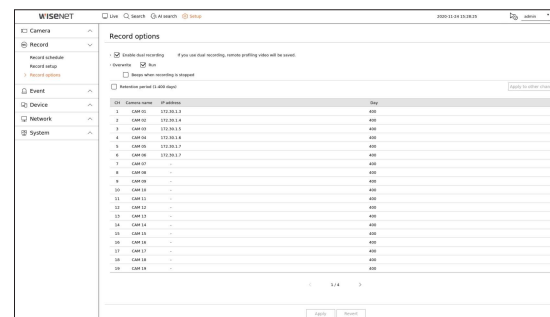 WISENET Live Search AI search Setup 2020-11-24 15:28:25 admin
Camera
Record
Record schedule
Record setup
Record options
Event
Device
Network
System
Record options
Enable dual recording If you use dual recording, remote profiling video will be saved.
Overwrite Run
Beeps when recording is stopped
Retention period (1-400 days) Apply to other chan
CH Camera name IP address Day
1 CAM 01 172.30.1.3 400
2 CAM 02 172.30.1.4 400
3 CAM 03 172.30.1.5 400
4 CAM 04 172.30.1.6 400
5 CAM 05 172.30.1.7 400
6 CAM 06 172.30.1.7 400
7 CAM 07 -- 400
8 CAM 08 -- 400
9 CAM 09 -- 400
10 CAM 10 -- 400
11 CAM 11 -- 400
12 CAM 12 -- 400
13 CAM 13 -- 400
14 CAM 14 -- 400
15 CAM 15 -- 400
16 CAM 16 -- 400
17 CAM 17 -- 400
18 CAM 18 -- 400
19 CAM 19 -- 400
< 1 / 4 >
Apply Revert